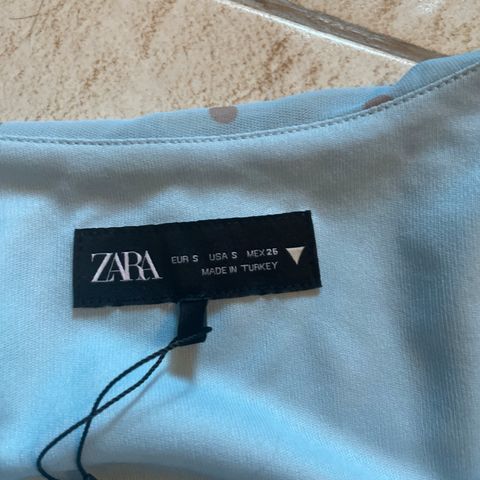 ZARA
EUR S USA S MEX 26
MADE IN TURKEY